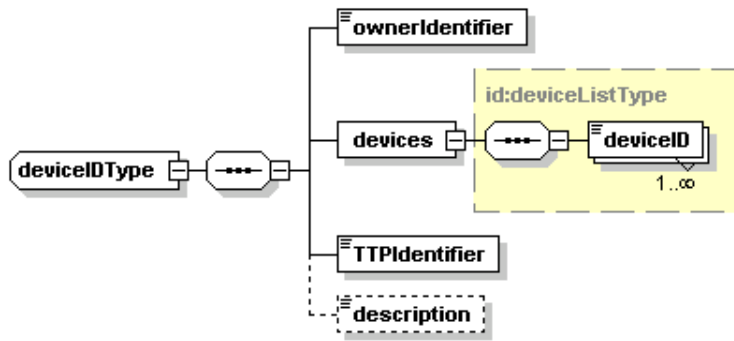 ownerIdentifier
id:deviceListType
devices
deviceID
1..∞
deviceIDType
TTPIdentifier
description